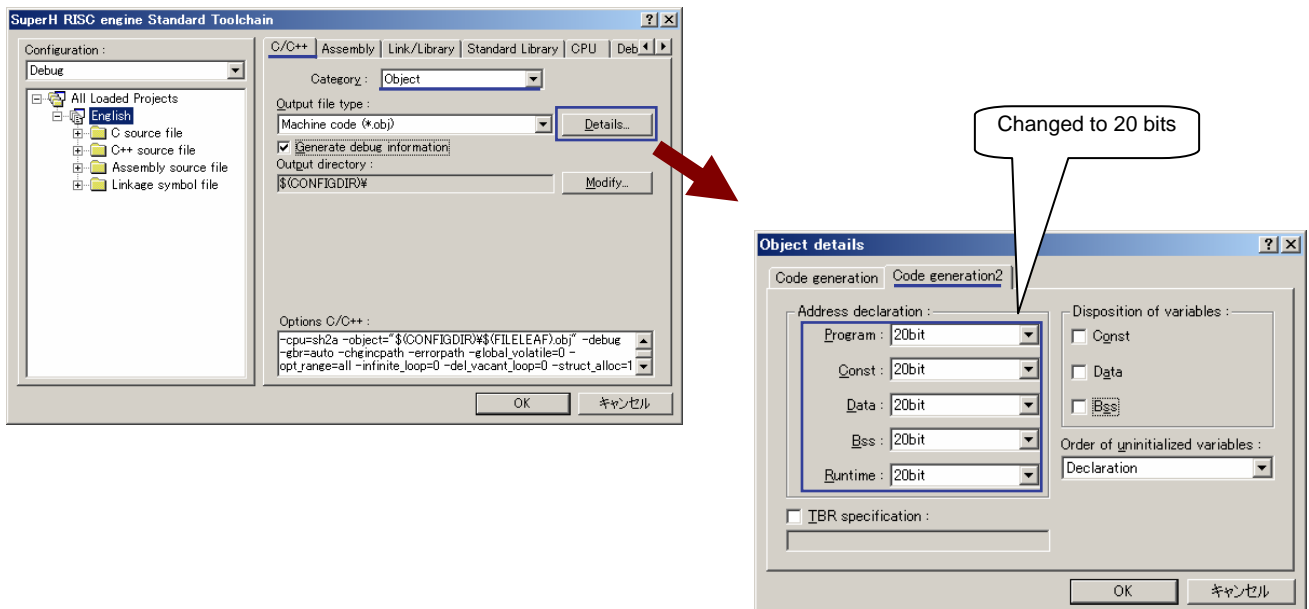 SuperH RISC engine Standard Toolchain
Configuration :
Debug
All Loaded Projects
English
C source file
C++ source file
Assembly source file
Linkage symbol file
C/C++ Assembly Link/Library Standard Library CPU Deb
Category : Object
Output file type :
Machine code (*.obj) Details...
Generate debug information
Output directory :
$(CONFIGDIR)¥ Modify...
Options C/C++ :
-cpu=sh2a -object="$(CONFIGDIR)¥$(FILELEAF).obj" -debug
-gbr=auto -chgincpath -errorpath -global_volatile=0 -
opt_range=all -infinite_loop=0 -del_vacant_loop=0 -struct_alloc=1
OK キャンセル
Changed to 20 bits
Object details
Code generation Code generation2
Address declaration :
Program : 20bit
Const : 20bit
Data : 20bit
Bss : 20bit
Runtime : 20bit
Disposition of variables :
Const
Data
Bss
Order of uninitialized variables :
Declaration
TBR specification :
OK キャンセル